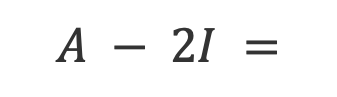 A − 2I =